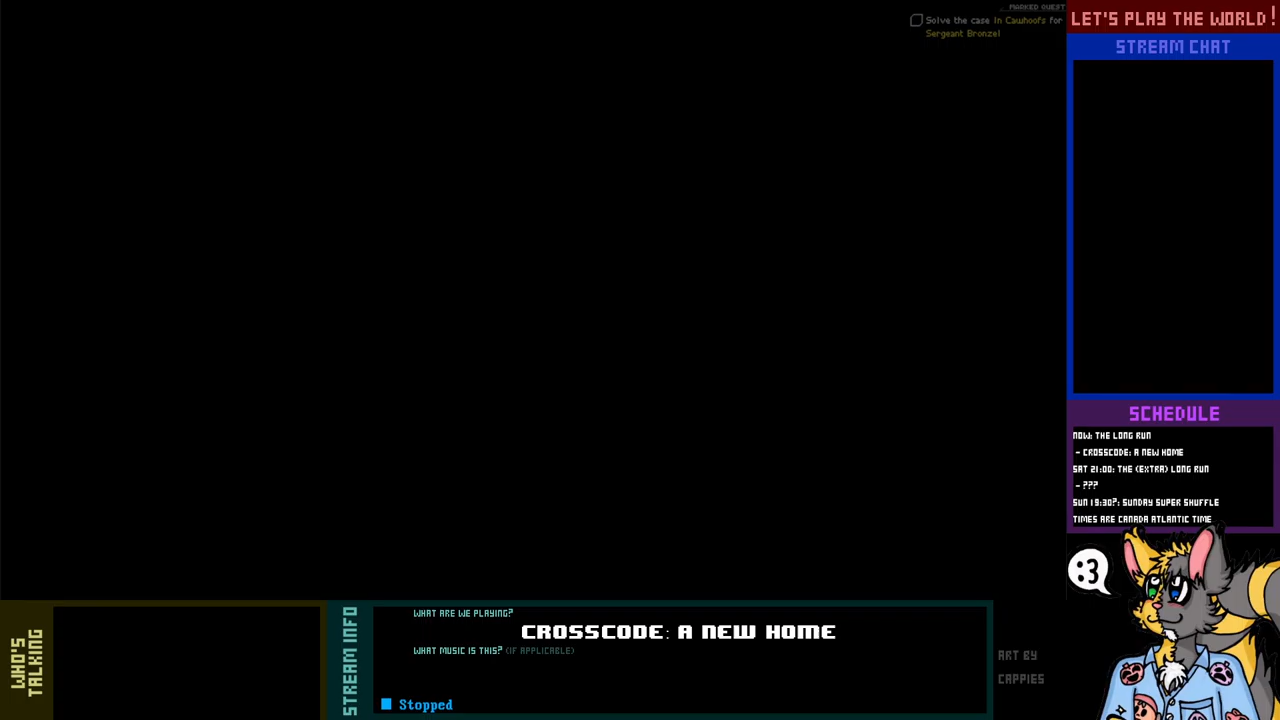 MARKED QUEST
Solve the case In Cawhoofs for
Sergeant Bronzel
LET'S PLAY THE WORLD!
STREAM CHAT
SCHEDULE
NOW: THE LONG RUN
- CROSSCODE: A NEW HOME
SAT 21:00: THE (EXTRA) LONG RUN
- ???
SUN 19:30?: SUNDAY SUPER SHUFFLE
TIMES ARE CANADA ATLANTIC TIME
:3
WHO'S
TALKING
STREAM INFO
WHAT ARE WE PLAYING?
CROSSCODE: A NEW HOME
WHAT MUSIC IS THIS? (IF APPLICABLE)
Stopped
ART BY
CAPPIES